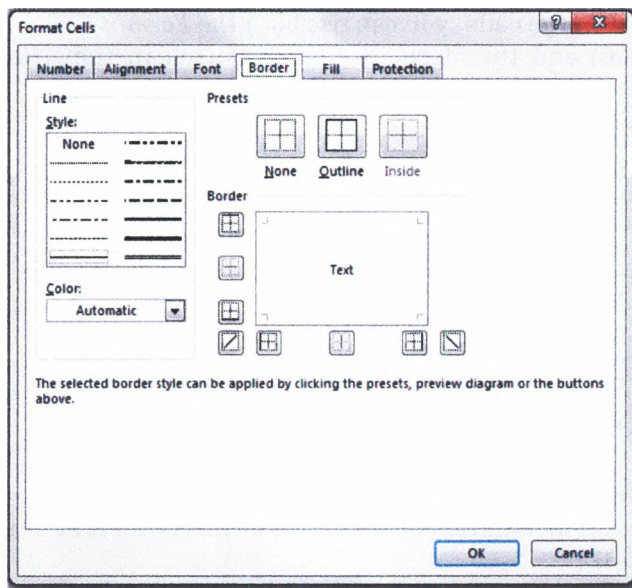 Format Cells
?
Number Alignment Font Border Fill Protection
Line
Style:
None
Color:
Automatic
Presets
None Outline Inside
Border
Text
The selected border style can be applied by clicking the presets, preview diagram or the buttons
above.
OK Cancel